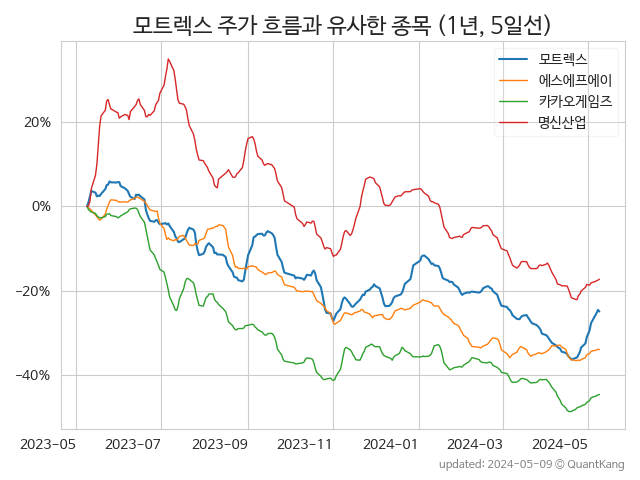 모트렉스 주가 흐름과 유사한 종목 (1년, 5일선)
모트렉스
에스에프에이
카카오게임즈
명신산업
20%
0%
−20%
−40%
2023−05 2023−07 2023−09 2023−11 2024−01 2024−03 2024−05
updated: 2024-05-09 © QuantKang